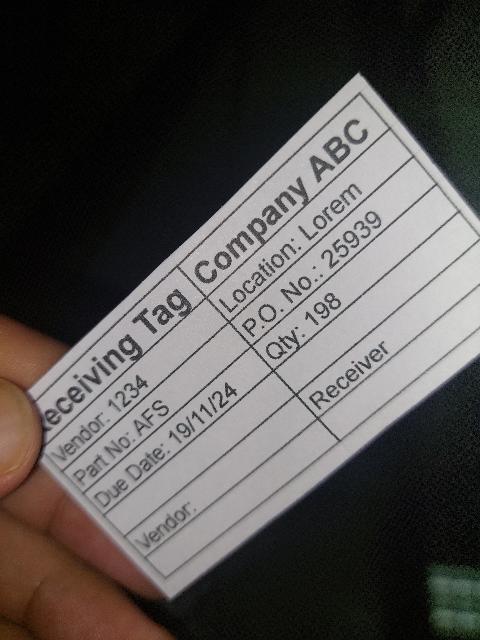 Receiving Tag Company ABC
Vendor: 1234 Location: Lorem
Part No: AFS P.O. No.: 25939
Due Date: 19/11/24 Qty: 198
Vendor: Receiver